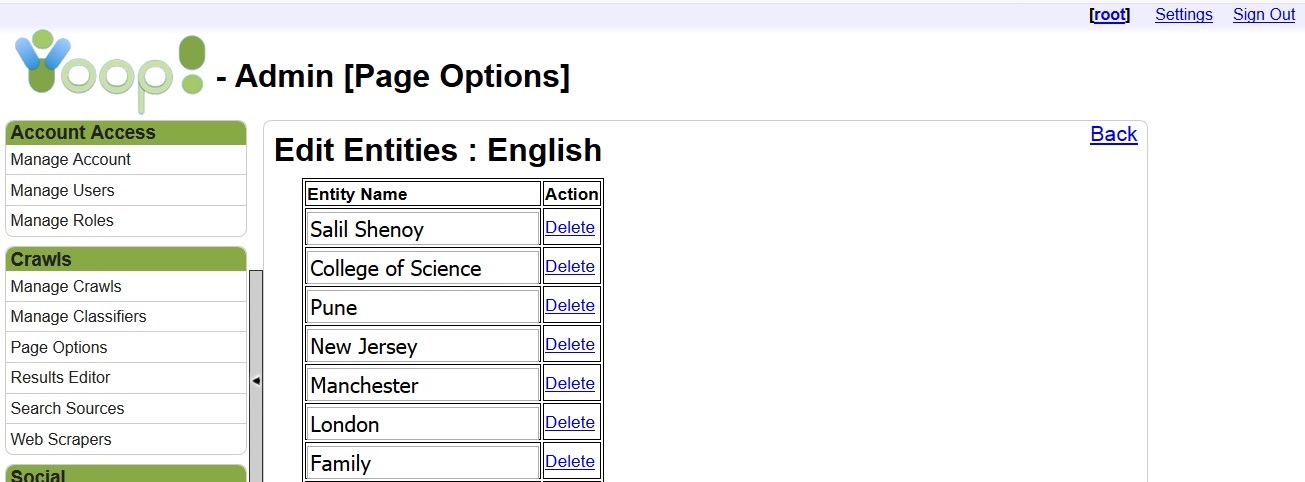 [root] Settings Sign Out
Yoop! - Admin [Page Options]
Account Access
Manage Account
Manage Users
Manage Roles
Crawls
Manage Crawls
Manage Classifiers
Page Options
Results Editor
Search Sources
Web Scrapers
Social
Back
Edit Entities : English
Entity Name Action
Salil Shenoy Delete
College of Science Delete
Pune Delete
New Jersey Delete
Manchester Delete
London Delete
Family Delete